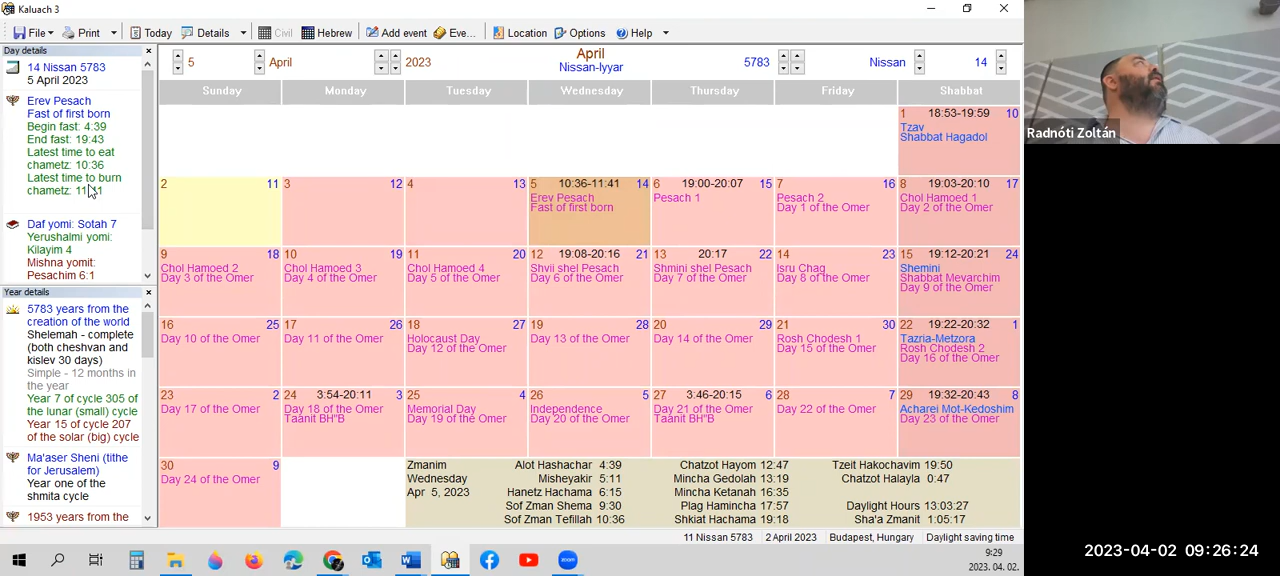 Kaluach 3
File Print Today Details Civil Hebrew Add event Eve... Location Options Help
Day details
14 Nissan 5783
5 April 2023
Erev Pesach
Fast of first born
Begin fast: 4:39
End fast: 19:43
Latest time to eat
chametz: 10:36
Latest time to burn
chametz:
Daf yomi: Sotah 7
Yerushalmi yomi:
Kilayim 4
Mishna yomit:
Pesachim 6:1
Year details
5783 years from the
creation of the world
Shelemah - complete
(both cheshvan and
kislev 30 days)
Simple - 12 months in
the year
Year 7 of cycle 305 of
the lunar (small) cycle
Year 15 of cycle 207
of the solar (big) cycle
Ma'aser Sheni (tithe
for Jerusalem)
Year one of the
shmita cycle
1953 years from the
5 April 2023 April 5783 Nissan 14
Nissan-Iyyar
Sunday Monday Tuesday Wednesday Thursday Friday Shabbat
1 18:53-19:59 10
Tzav
Shabbat Hagadol
2 11
3 12
4 13
5 10:36-11:41 14
Erev Pesach
Fast of first born
6 19:00-20:07 15
Pesach 1
7 16
Pesach 2
Day 1 of the Omer
8 19:03-20:10 17
Chol Hamoed 1
Day 2 of the Omer
9 18
Chol Hamoed 2
Day 3 of the Omer
10 19
Chol Hamoed 3
Day 4 of the Omer
11 20
Chol Hamoed 4
Day 5 of the Omer
12 19:08-20:16 21
Shvii shel Pesach
Day 6 of the Omer
13 20:17 22
Shmini shel Pesach
Day 7 of the Omer
14 23
Isru Chag
Day 8 of the Omer
15 19:12-20:21 24
Shemini
Shabbat Mevarchim
Day 9 of the Omer
16 25
Day 10 of the Omer
17 26
Day 11 of the Omer
18 27
Holocaust Day
Day 12 of the Omer
19 28
Day 13 of the Omer
20 29
Day 14 of the Omer
21 30
Rosh Chodesh 1
Day 15 of the Omer
22 19:22-20:32 1
Tazria-Metzora
Rosh Chodesh 2
Day 16 of the Omer
23 2
Day 17 of the Omer
24 3:54-20:11 3
Day 18 of the Omer
Taanit BH"B
25 4
Memorial Day
Day 19 of the Omer
26 5
Independence
Day 20 of the Omer
27 3:46-20:15 6
Day 21 of the Omer
Taanit BH"B
28 7
Day 22 of the Omer
29 19:32-20:43 8
Acharei Mot-Kedoshim
Day 23 of the Omer
30 9
Day 24 of the Omer
Zmanim
Wednesday
Apr 5, 2023
Alot Hashachar 4:39
Misheyakir 5:11
Hanetz Hachama 6:15
Sof Zman Shema 9:30
Sof Zman Tefillah 10:36
Chatzot Hayom 12:47
Mincha Gedolah 13:19
Mincha Ketanah 16:35
Plag Hamincha 17:57
Shkiat Hachama 19:18
Tzeit Hakochavim 19:50
Chatzot Halayla 0:47
Daylight Hours 13:03:27
Sha'a Zmanit 1:05:17
11 Nissan 5783 2 April 2023 Budapest, Hungary Daylight saving time
9:29
2023. 04. 02.
zoom
Radnóti Zoltán
2023-04-02 09:26:24